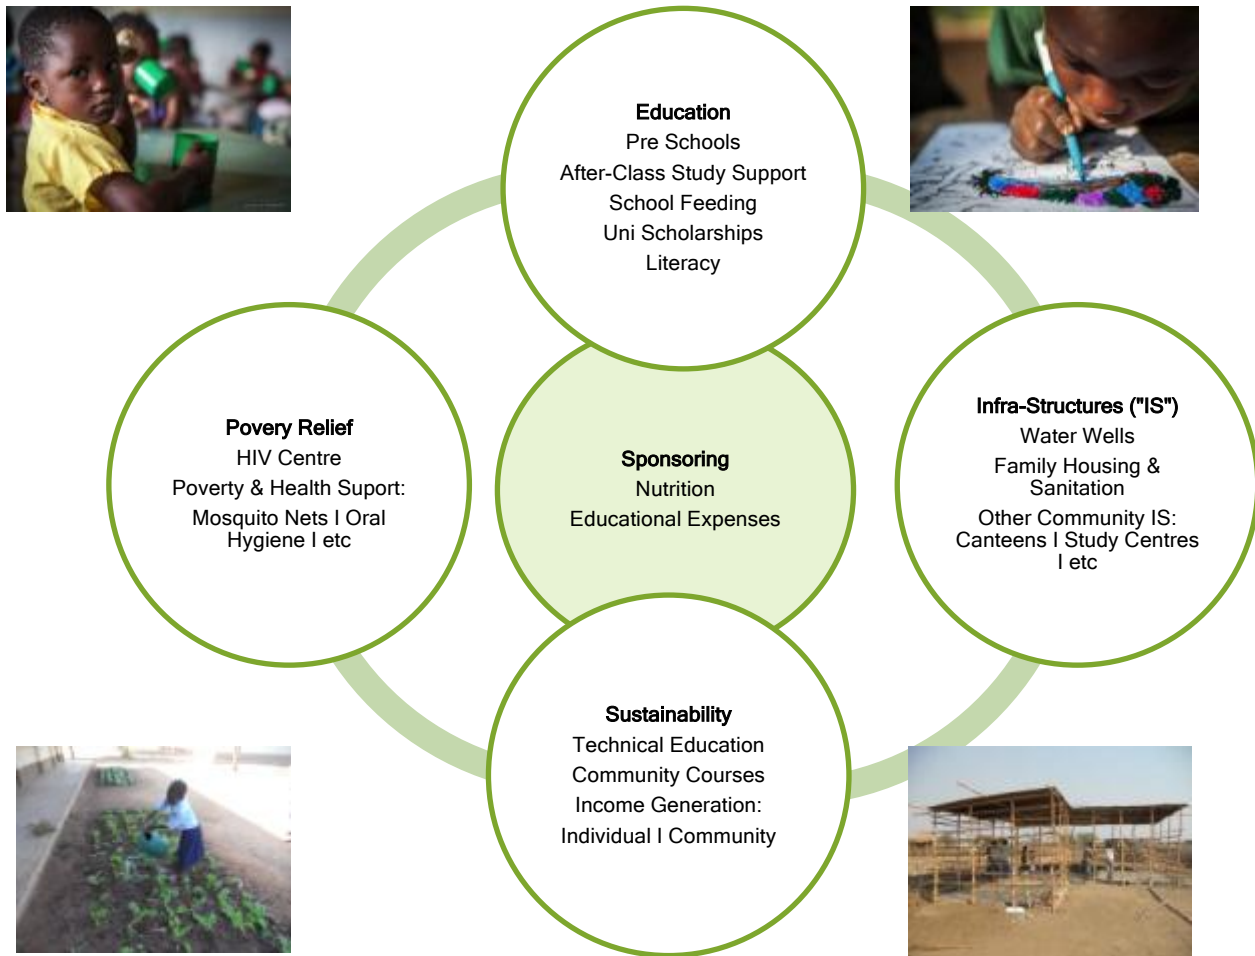 Education
Pre Schools
After-Class Study Support
School Feeding
Uni Scholarships
Literacy
Povery Relief
HIV Centre
Poverty & Health Suport:
Mosquito Nets I Oral
Hygiene I etc
Sponsoring
Nutrition
Educational Expenses
Infra-Structures ("IS")
Water Wells
Family Housing &
Sanitation
Other Community IS:
Canteens I Study Centres
I etc
Sustainability
Technical Education
Community Courses
Income Generation:
Individual I Community